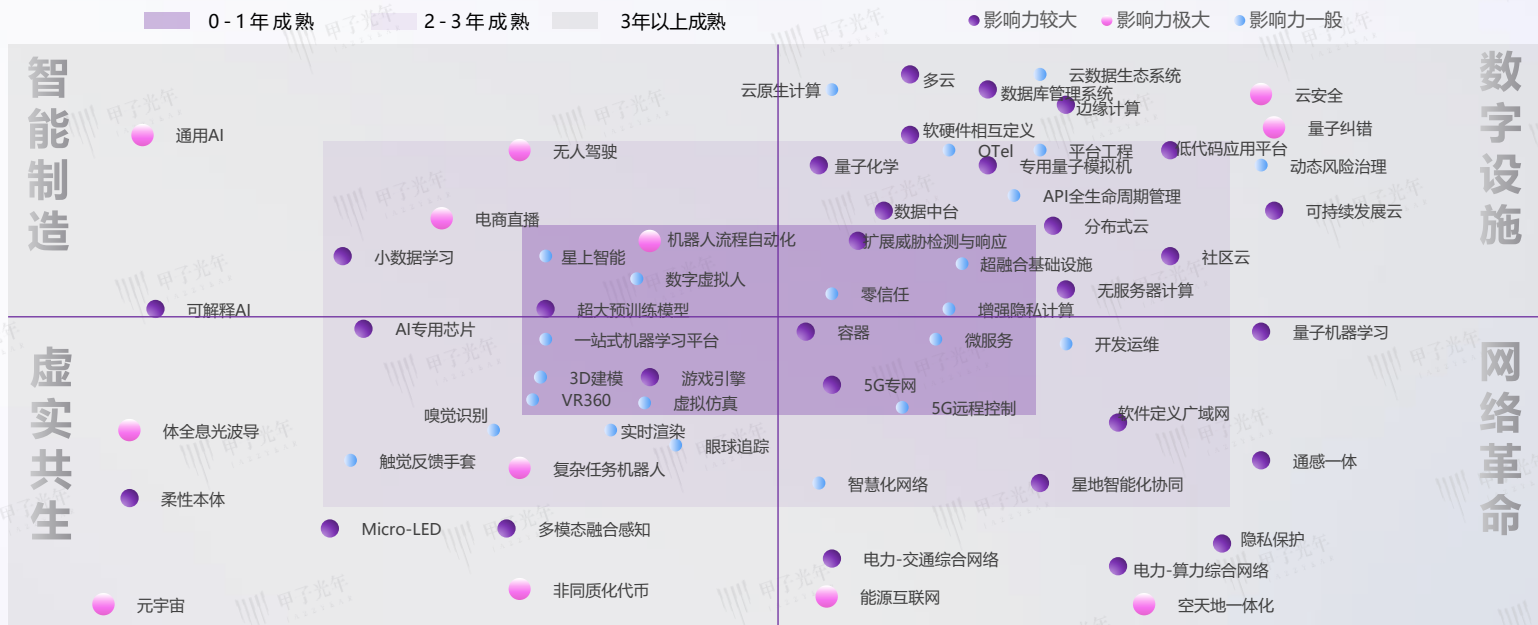 0-1年成熟
2-3年成熟
3年以上成熟
影响力较大
影响力极大
影响力一般
智能制造
通用AI
无人驾驶
电商直播
机器人流程自动化
小数据学习
星上智能
数字虚拟人
可解释AI
超大预训练模型
数字设施
云原生计算
多云
云数据生态系统
数据库管理系统
边缘计算
云安全
软硬件相互定义
量子纠错
OTel
平台工程
低代码应用平台
量子化学
专用量子模拟机
动态风险治理
API全生命周期管理
数据中台
分布式云
可持续发展云
扩展威胁检测与响应
超融合基础设施
社区云
零信任
无服务器计算
增强隐私计算
虚实共生
AI专用芯片
一站式机器学习平台
3D建模
游戏引擎
VR360
虚拟仿真
嗅觉识别
实时渲染
眼球追踪
体全息光波导
触觉反馈手套
复杂任务机器人
柔性本体
Micro-LED
多模态融合感知
元宇宙
非同质化代币
网络革命
容器
微服务
开发运维
量子机器学习
5G专网
5G远程控制
软件定义广域网
通感一体
智慧化网络
星地智能化协同
隐私保护
电力-交通综合网络
电力-算力综合网络
能源互联网
空天地一体化
甲子光年